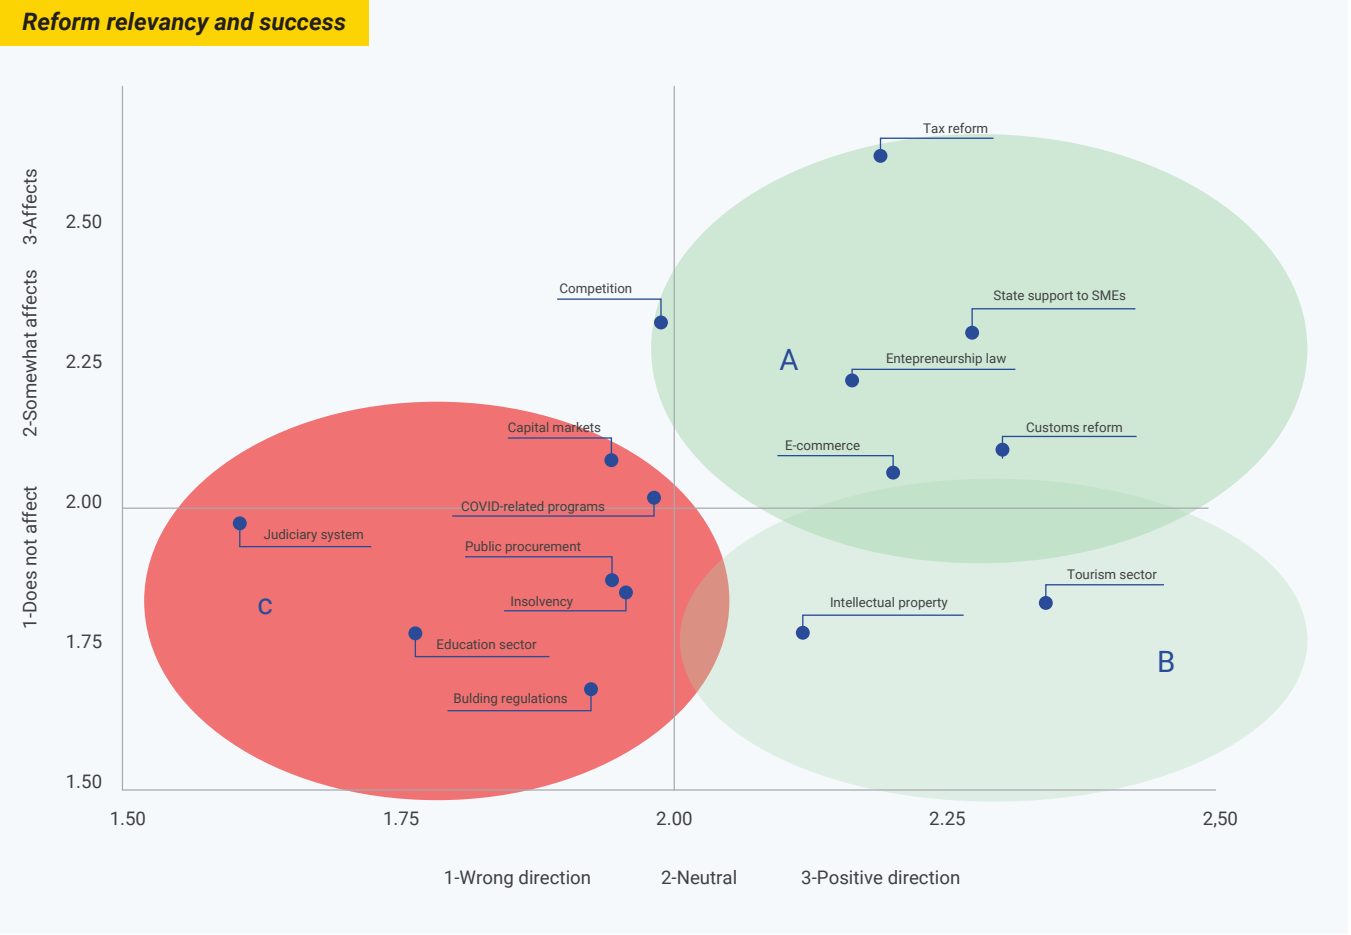 Reform relevancy and success
3-Affects
2-Somewhat affects
1-Does not affect
2.50
2.25
2.00
1.75
1.50
Tax reform
Competition
State support to SMEs
A
Entepreneurship law
Capital markets
Customs reform
E-commerce
COVID-related programs
Judiciary system
Public procurement
Tourism sector
C
Insolvency
Intellectual property
Education sector
B
Bulding regulations
1.50
1.75
2.00
2.25
2,50
1-Wrong direction
2-Neutral
3-Positive direction